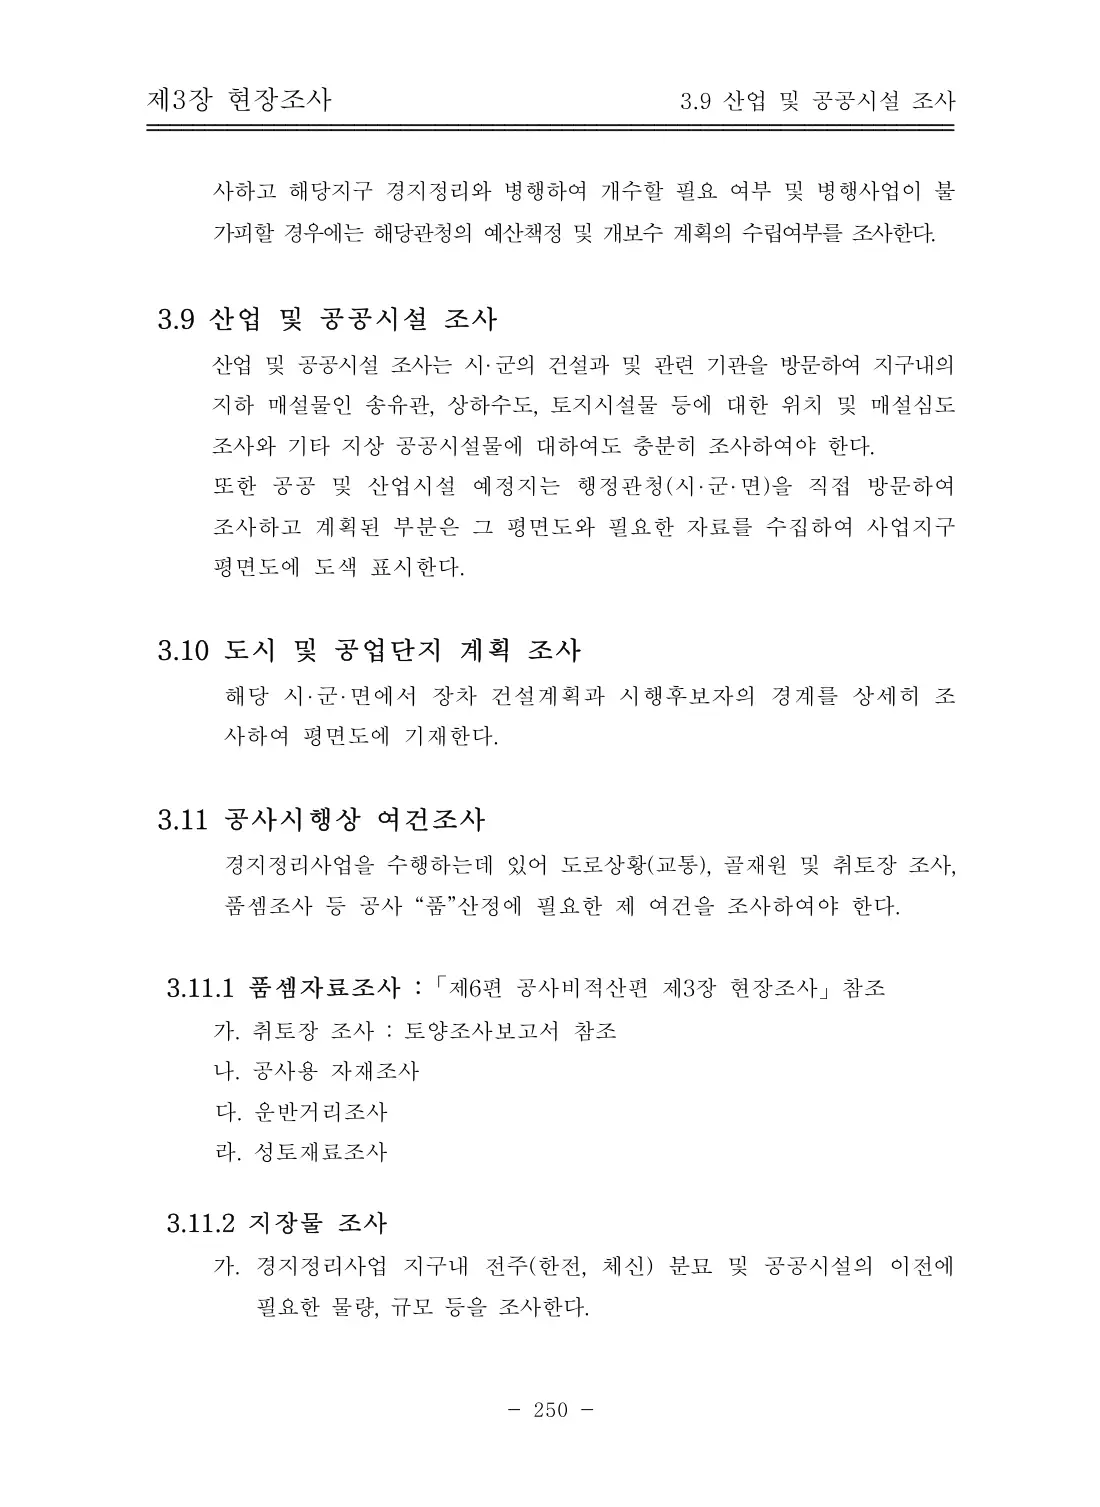 제3장 현장조사
3.9 산업 및 공공시설 조사
사하고 해당지구 경지정리와 병행하여 개수할 필요 여부 및 병행사업이 불
가피할 경우에는 해당관청의 예산책정 및 개보수 계획의 수립여부를 조사한다.
3.9 산업 및 공공시설 조사
산업 및 공공시설 조사는 시·군의 건설과 및 관련 기관을 방문하여 지구내의
지하 매설물인 송유관, 상하수도, 토지시설물 등에 대한 위치 및 매설심도
조사와 기타 지상 공공시설물에 대하여도 충분히 조사하여야 한다.
또한 공공 및 산업시설 예정지는 행정관청(시·군·면)을 직접 방문하여
조사하고 계획된 부분은 그 평면도와 필요한 자료를 수집하여 사업지구
평면도에 도색 표시한다.
3.10 도시 및 공업단지 계획 조사
해당 시·군·면에서 장차 건설계획과 시행후보자의 경계를 상세히 조
사하여 평면도에 기재한다.
3.11 공사시행상 여건조사
경지정리사업을 수행하는데 있어 도로상황(교통), 골재원 및 취토장 조사,
품셈조사 등 공사 “품”산정에 필요한 제 여건을 조사하여야 한다.
3.11.1 품셈자료조사 :「제6편 공사비적산편 제3장 현장조사」참조
가. 취토장 조사 : 토양조사보고서 참조
나. 공사용 자재조사
다. 운반거리조사
라. 성토재료조사
3.11.2 지장물 조사
가. 경지정리사업 지구내 전주(한전, 체신) 분묘 및 공공시설의 이전에
필요한 물량, 규모 등을 조사한다.
- 250 -